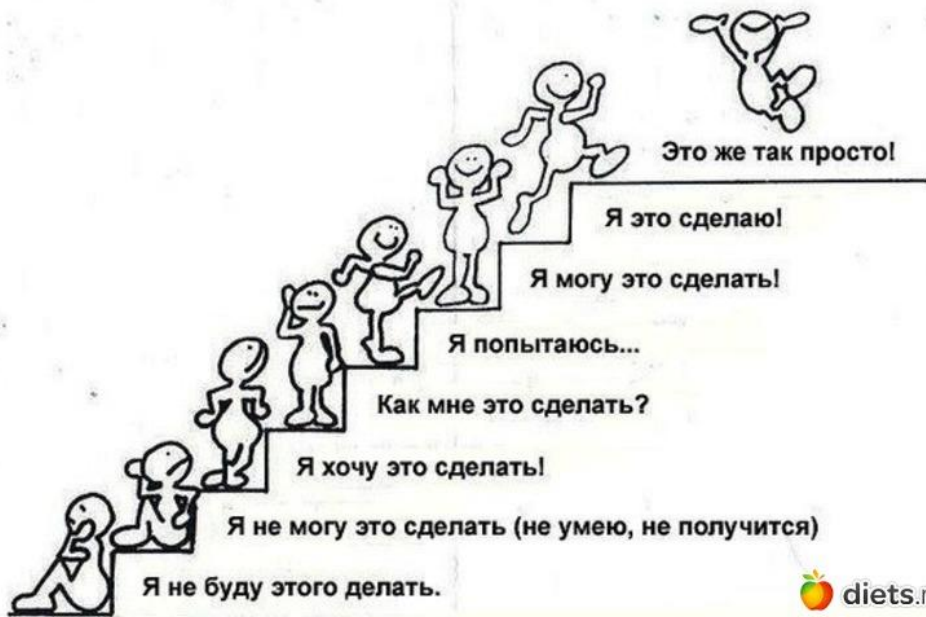 Это же так просто!
Я это сделаю!
Я могу это сделать!
Я попытаюсь...
Как мне это сделать?
Я хочу это сделать!
Я не могу это сделать (не умею, не получится)
Я не буду этого делать.
diets.r